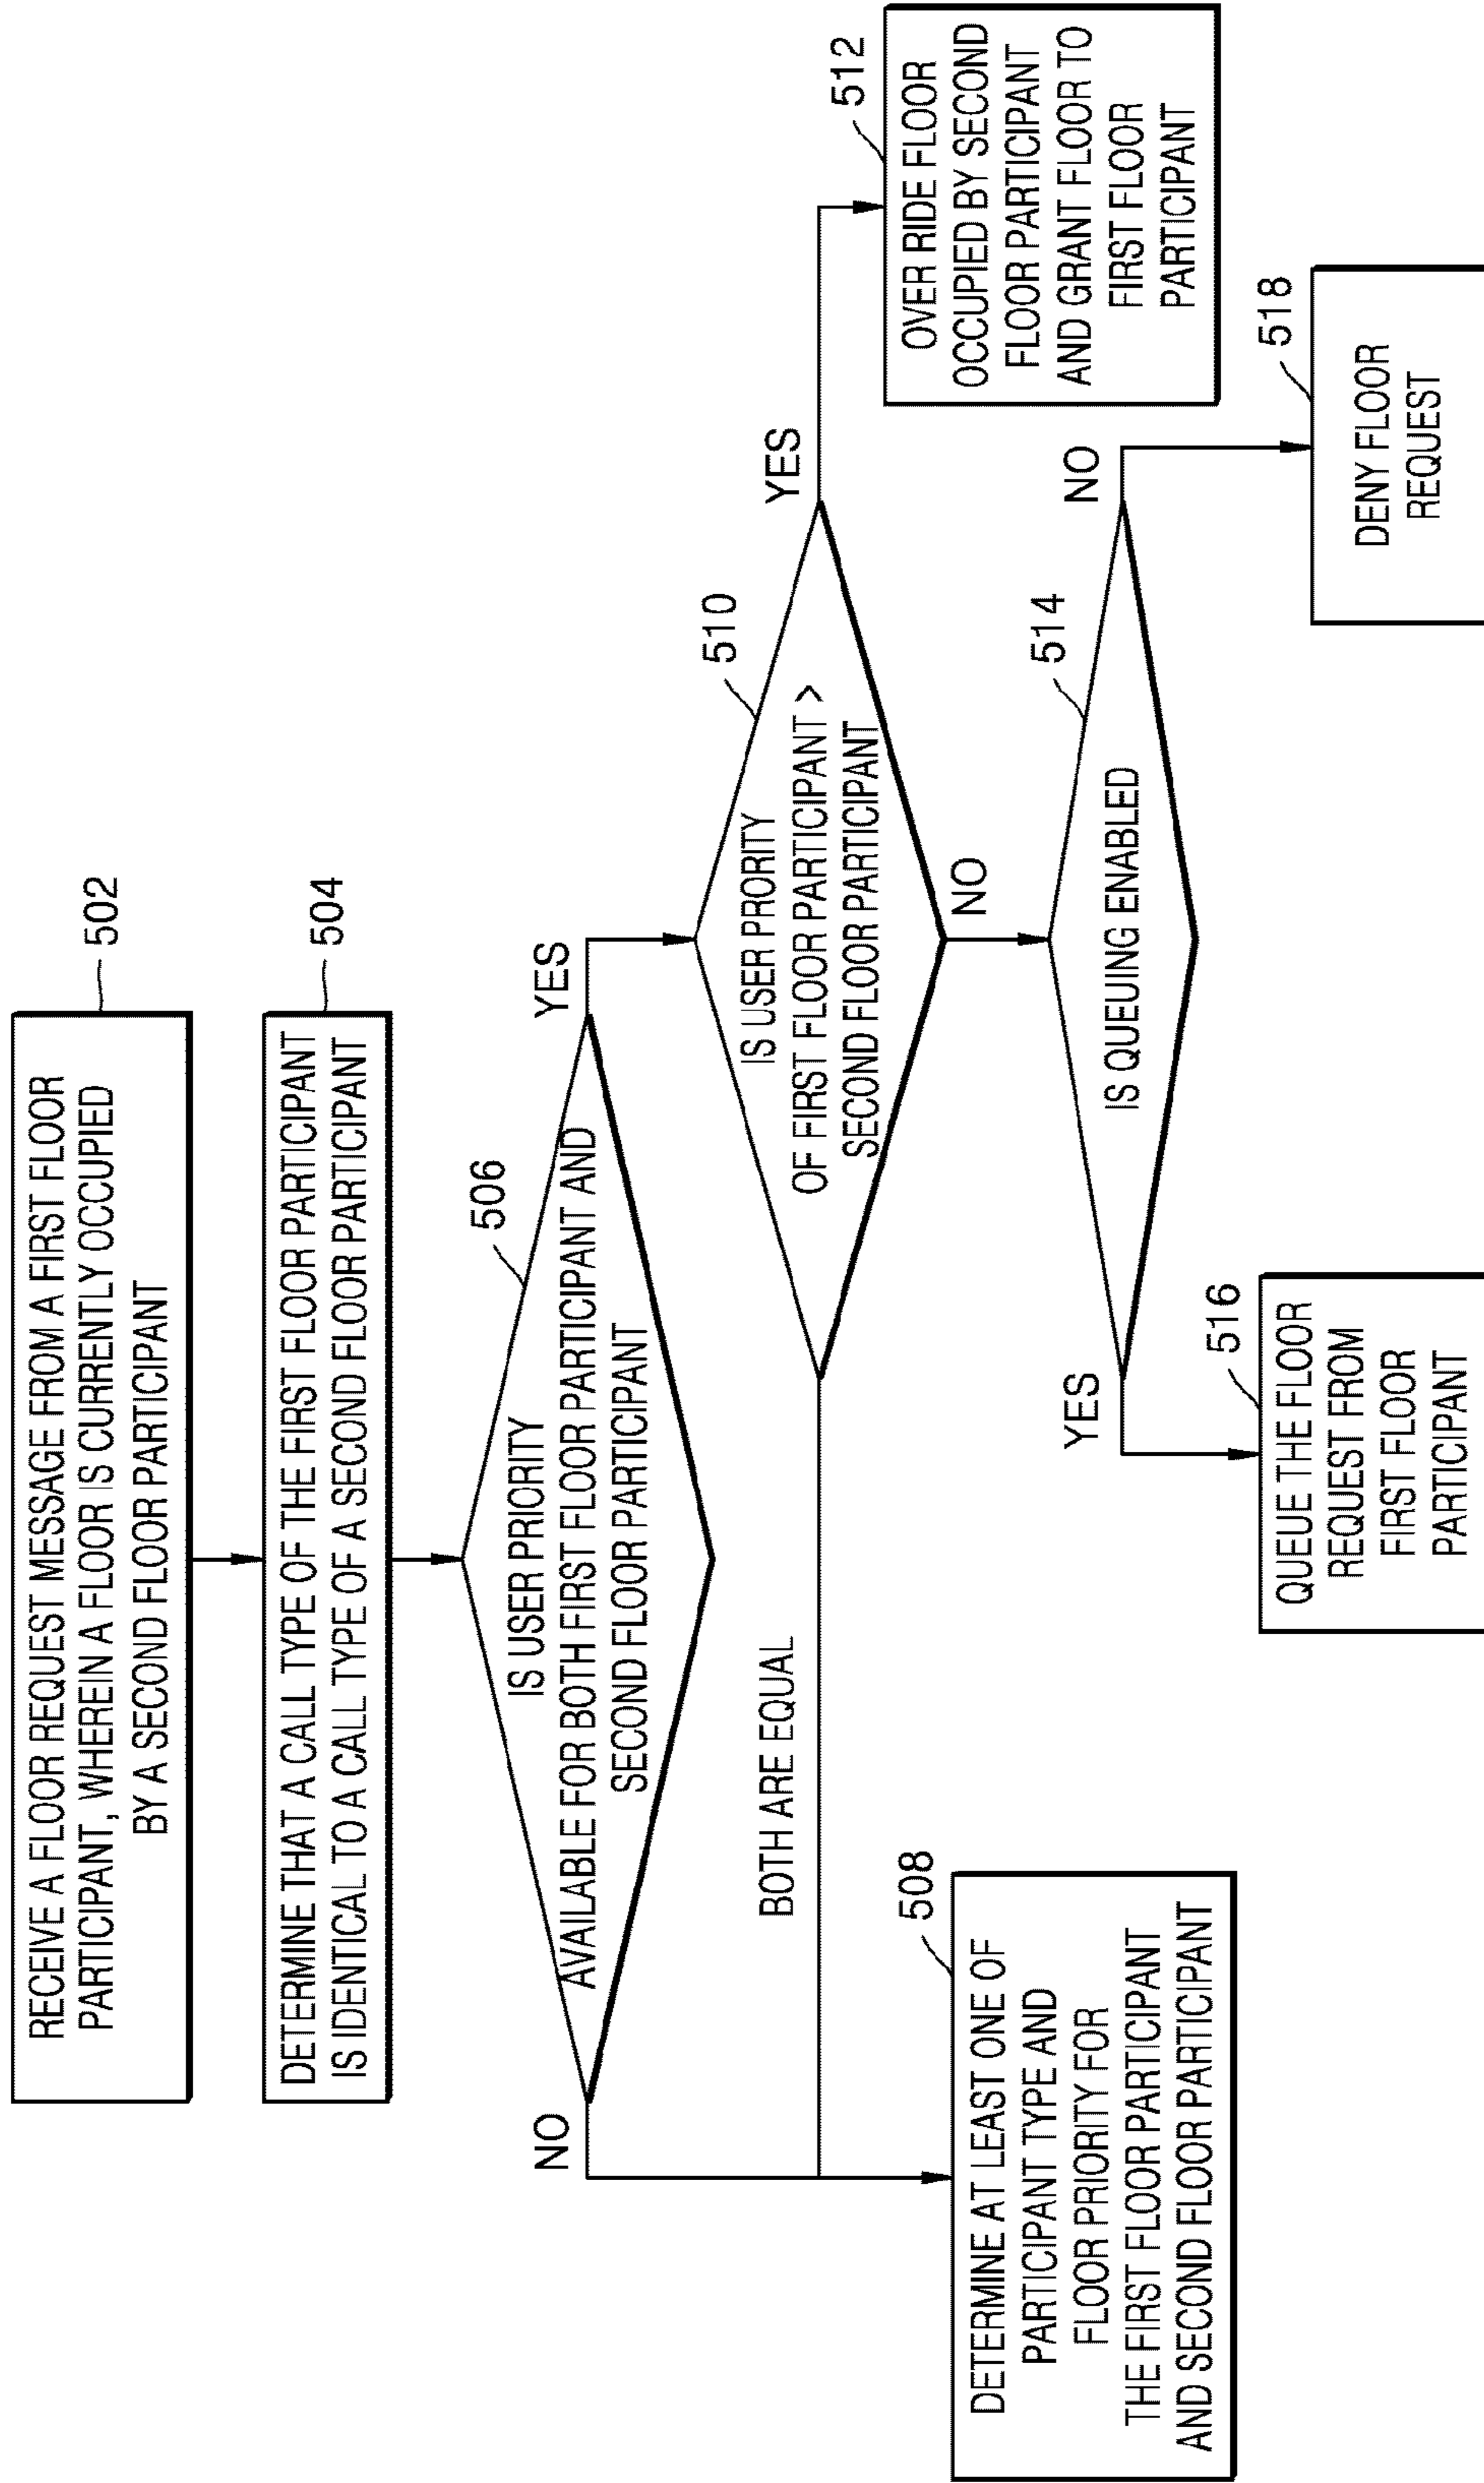 RECEIVE A FLOOR REQUEST MESSAGE FROM A FIRST FLOOR
PARTICIPANT, WHEREIN A FLOOR IS CURRENTLY OCCUPIED
BY A SECOND FLOOR PARTICIPANT
502
DETERMINE THAT A CALL TYPE OF THE FIRST FLOOR PARTICIPANT
IS IDENTICAL TO A CALL TYPE OF A SECOND FLOOR PARTICIPANT
504
506
IS USER PRIORITY
AVAILABLE FOR BOTH FIRST FLOOR PARTICIPANT AND
SECOND FLOOR PARTICIPANT
NO
YES
510
IS USER PRORITY
OF FIRST FLOOR PARTICIPANT >
SECOND FLOOR PARTICIPANT
BOTH ARE EQUAL
YES
NO
508
DETERMINE AT LEAST ONE OF
PARTICIPANT TYPE AND
FLOOR PRIORITY FOR
THE FIRST FLOOR PARTICIPANT
AND SECOND FLOOR PARTICIPANT
512
OVER RIDE FLOOR
OCCUPIED BY SECOND
FLOOR PARTICIPANT
AND GRANT FLOOR TO
FIRST FLOOR
PARTICIPANT
514
IS QUEUING ENABLED
YES
NO
516
QUEUE THE FLOOR
REQUEST FROM
FIRST FLOOR
PARTICIPANT
518
DENY FLOOR
REQUEST